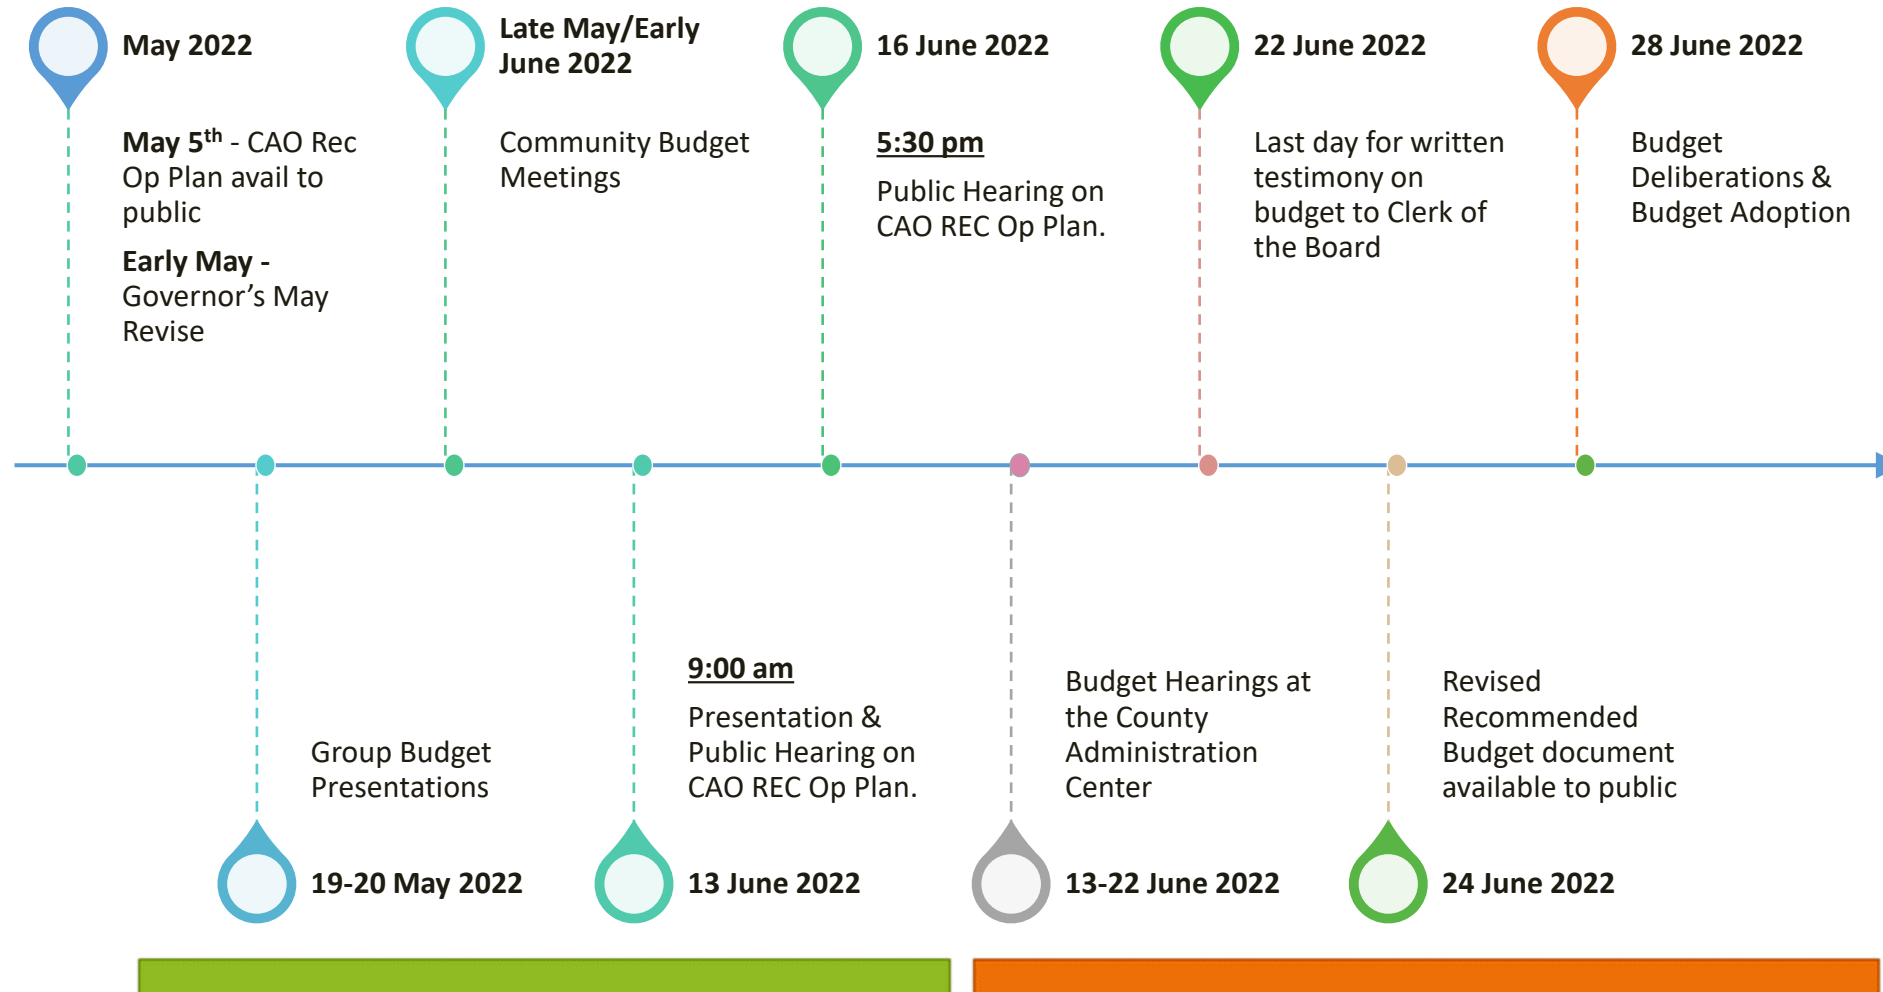 May 2022
May 5th - CAO Rec
Op Plan avail to
public
Early May -
Governor’s May
Revise
Late May/Early
June 2022
Community Budget
Meetings
16 June 2022
5:30 pm
Public Hearing on
CAO REC Op Plan.
22 June 2022
Last day for written
testimony on
budget to Clerk of
the Board
28 June 2022
Budget
Deliberations &
Budget Adoption
Group Budget
Presentations
19-20 May 2022
9:00 am
Presentation &
Public Hearing on
CAO REC Op Plan.
13 June 2022
Budget Hearings at
the County
Administration
Center
13-22 June 2022
Revised
Recommended
Budget document
available to public
24 June 2022